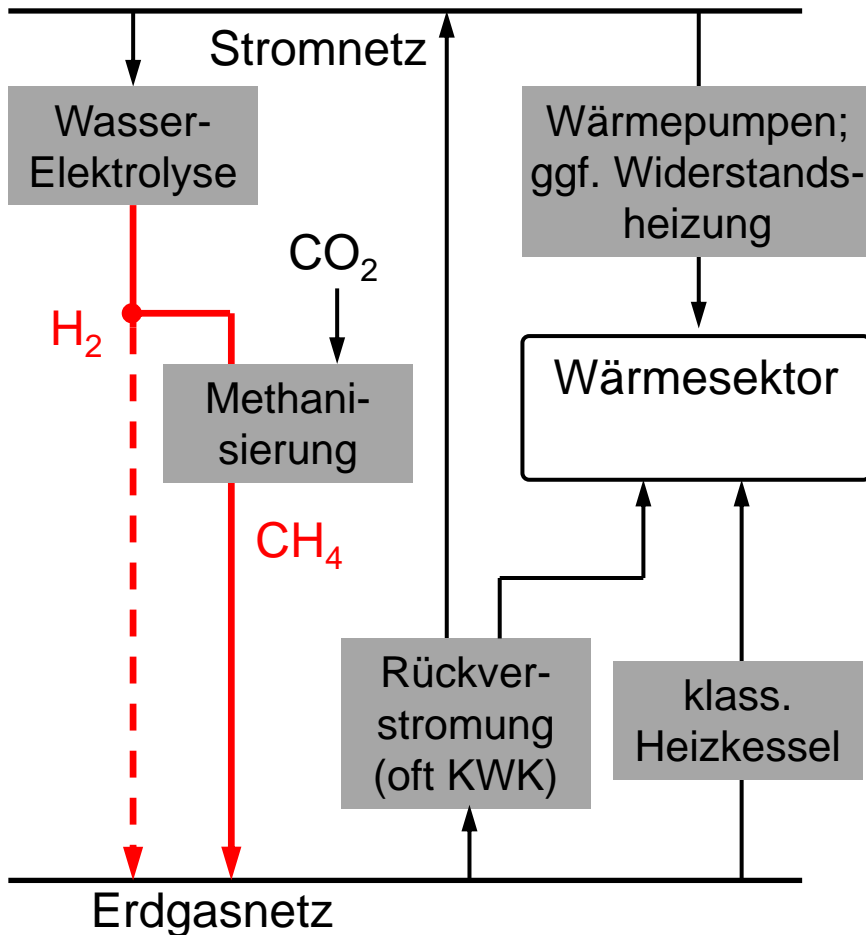 Stromnetz
Wasser-
Elektrolyse
Wärmepumpen;
ggf. Widerstands-
heizung
CO₂
H₂
Wärmesektor
Methani-
sierung
CH₄
Rückver-
stromung
(oft KWK)
klass.
Heizkessel
Erdgasnetz